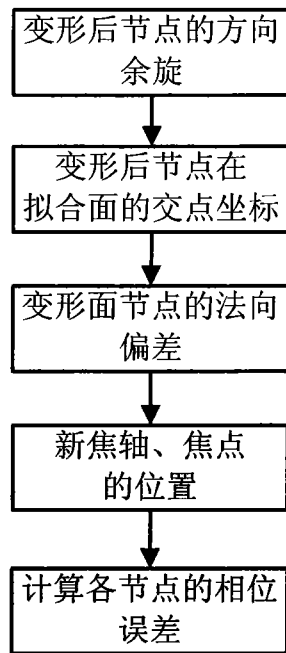 变形后节点的方向
余旋
变形后节点在
拟合面的交点坐标
变形面节点的法向
偏差
新焦轴、焦点
的位置
计算各节点的相位
误差